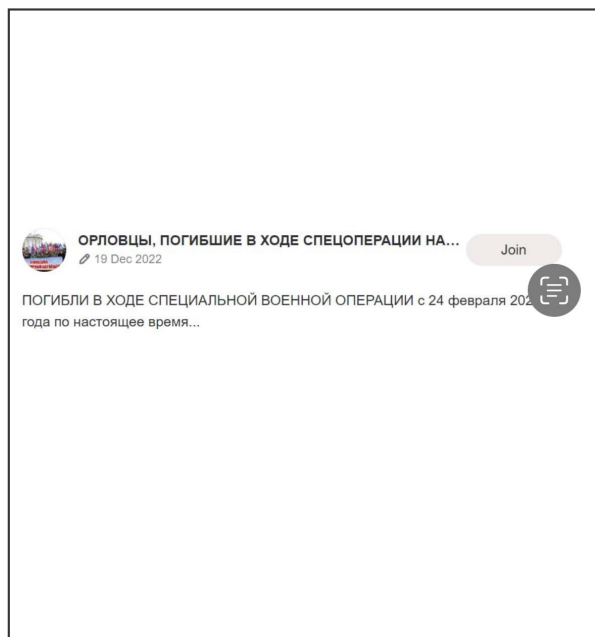 ОРЛОВЦЫ, ПОГИБШИЕ В ХОДЕ СПЕЦОПЕРАЦИИ НА...
Join
19 Dec 2022
ПОГИБЛИ В ХОДЕ СПЕЦИАЛЬНОЙ ВОЕННОЙ ОПЕРАЦИИ с 24 февраля
года по настоящее время...